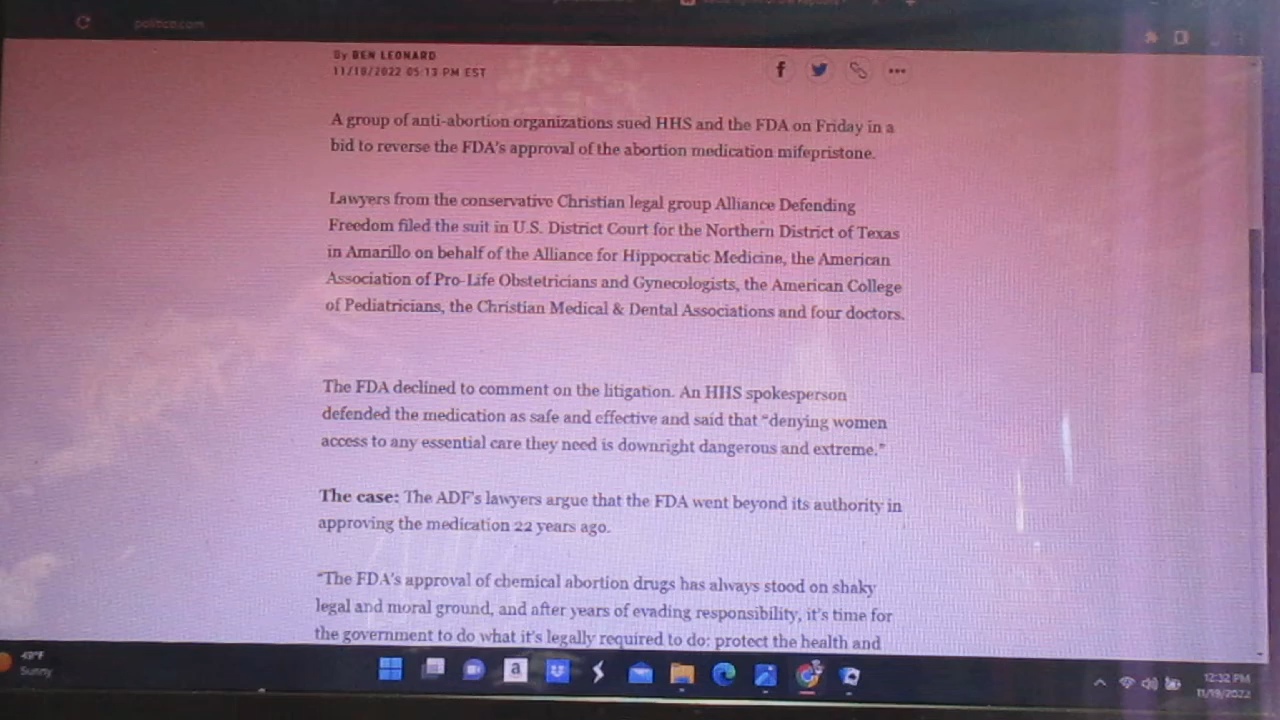 politico.com
By BEN LEONARD
11/18/2022 05:13 PM EST
A group of anti-abortion organizations sued HHS and the FDA on Friday in a
bid to reverse the FDA's approval of the abortion medication mifepristone.
Lawyers from the conservative Christian legal group Alliance Defending
Freedom filed the suit in U.S. District Court for the Northern District of Texas
in Amarillo on behalf of the Alliance for Hippocratic Medicine, the American
Association of Pro-Life Obstetricians and Gynecologists, the American College
of Pediatricians, the Christian Medical & Dental Associations and four doctors.
The FDA declined to comment on the litigation. An HHS spokesperson
defended the medication as safe and effective and said that “denying women
access to any essential care they need is downright dangerous and extreme.”
The case: The ADF's lawyers argue that the FDA went beyond its authority in
approving the medication 22 years ago.
“The FDA's approval of chemical abortion drugs has always stood on shaky
legal and moral ground, and after years of evading responsibility, it's time for
the government to do what it's legally required to do: protect the health and
49°F
Sunny
12:32 PM
11/19/2022